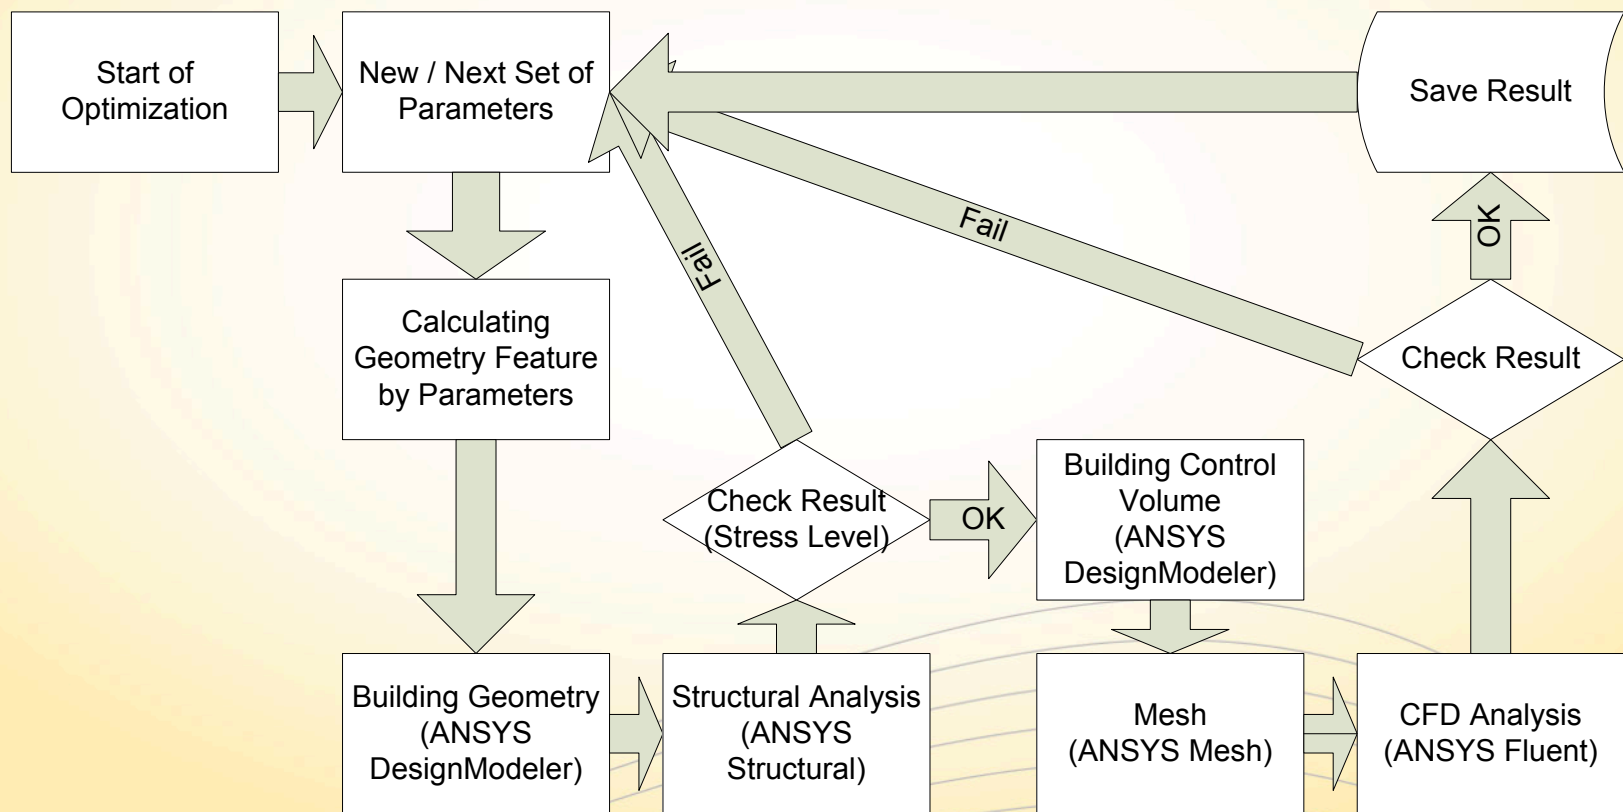 Start of
Optimization
New / Next Set of
Parameters
Save Result
Fail
Fail
OK
Calculating
Geometry Feature
by Parameters
Check Result
Check Result
(Stress Level)
OK
Building Control
Volume
(ANSYS
DesignModeler)
Building Geometry
(ANSYS
DesignModeler)
Structural Analysis
(ANSYS
Structural)
Mesh
(ANSYS Mesh)
CFD Analysis
(ANSYS Fluent)